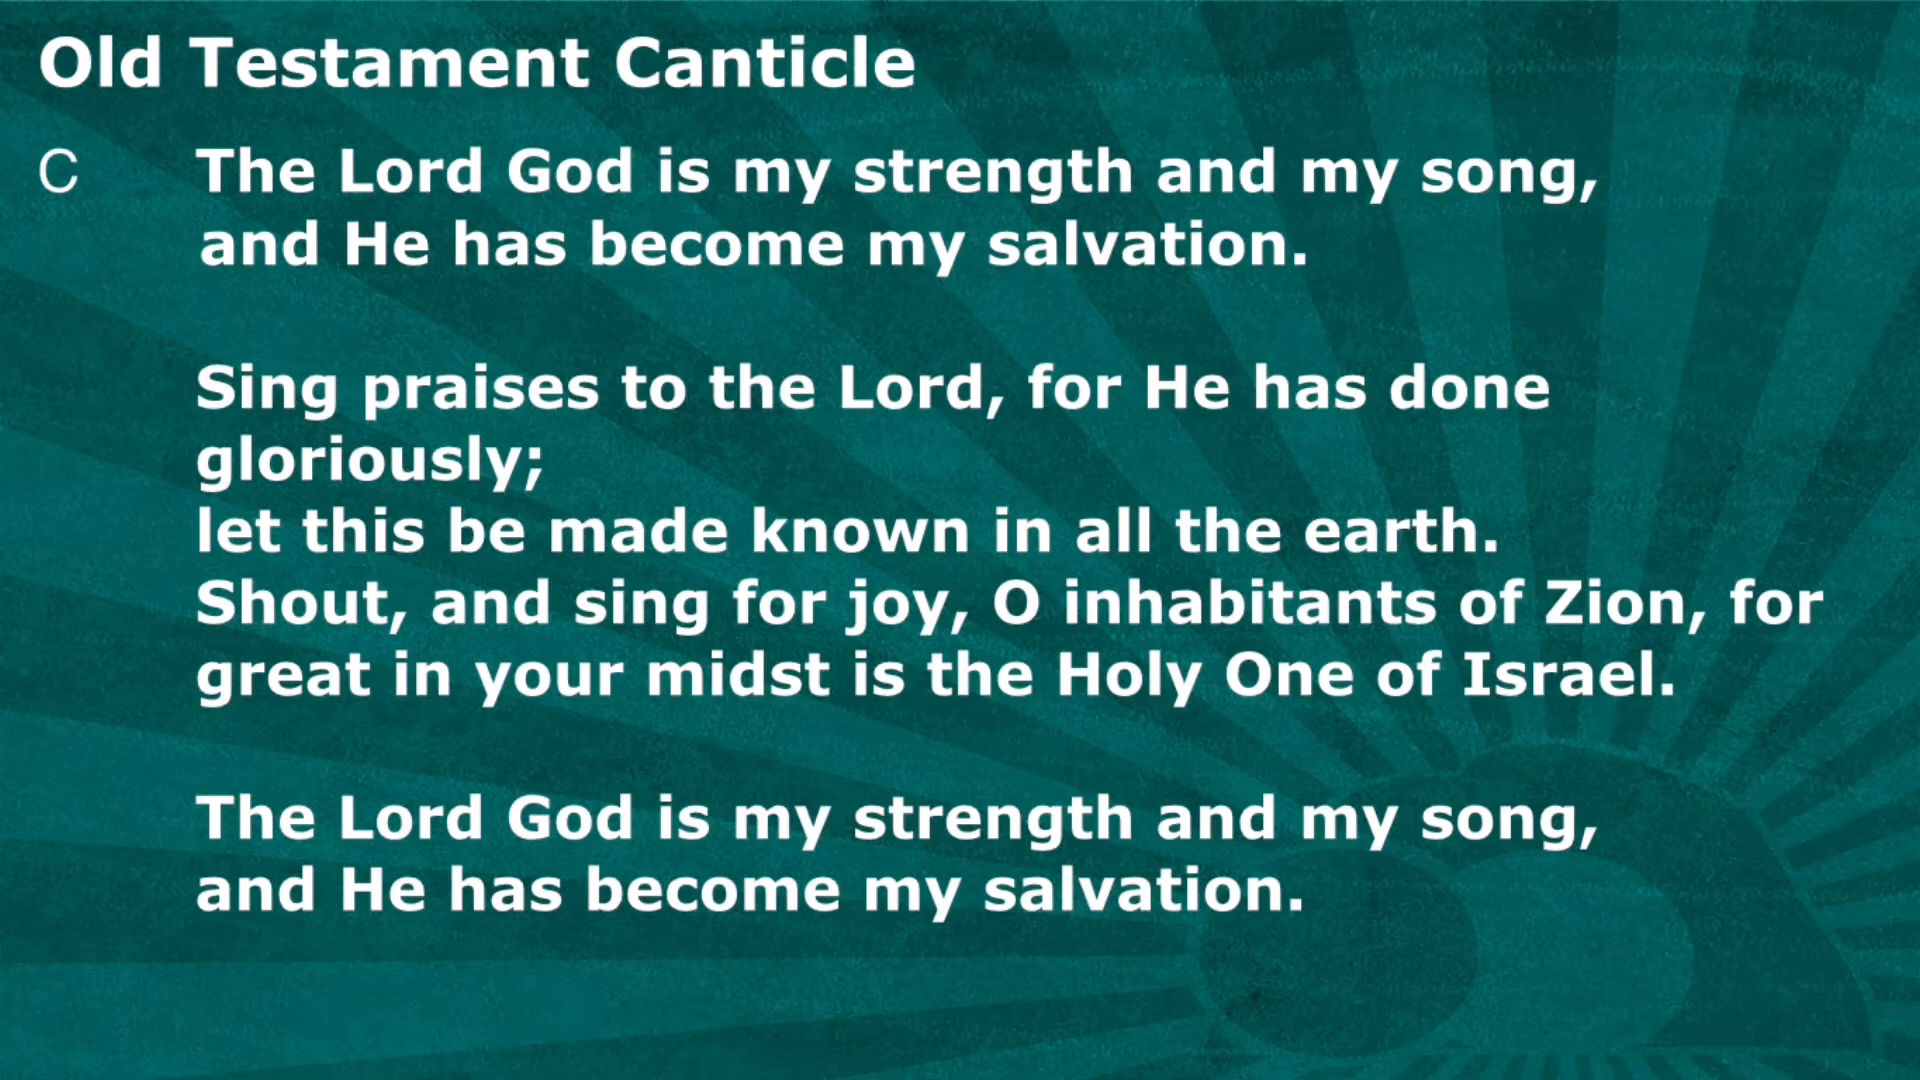 Old Testament Canticle
C The Lord God is my strength and my song,
and He has become my salvation.
Sing praises to the Lord, for He has done
gloriously;
let this be made known in all the earth.
Shout, and sing for joy, O inhabitants of Zion, for
great in your midst is the Holy One of Israel.
The Lord God is my strength and my song,
and He has become my salvation.